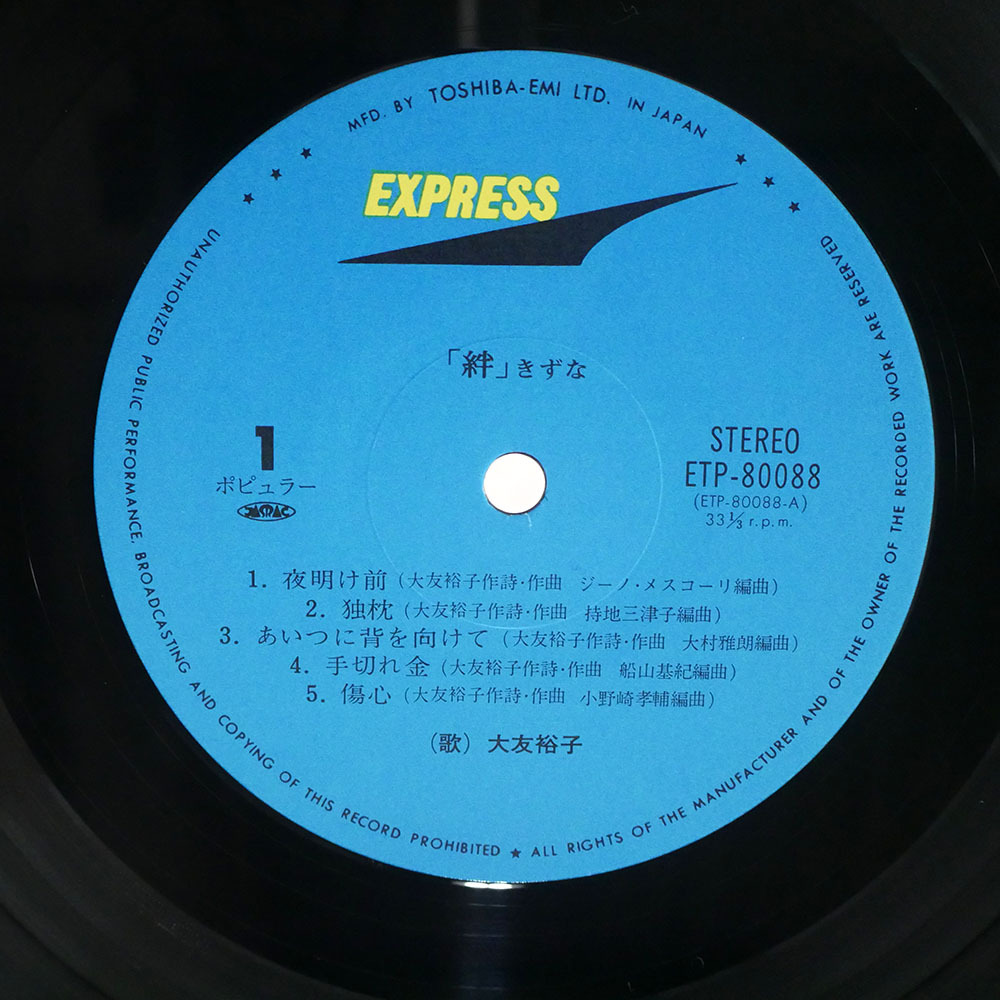 MFD. BY TOSHIBA-EMI LTD. IN JAPAN
EXPRESS
「絆」きずな
1
ポピュラー
JASRAC
STEREO
ETP-80088
(ETP-80088-A)
33 1/3 r.p.m.
1. 夜明け前 (大友裕子作詩・作曲 ジーノ・メスコーリ編曲)
2. 独枕 (大友裕子作詩・作曲 持地三津子編曲)
3. あいつに背を向けて (大友裕子作詩・作曲 大村雅朗編曲)
4. 手切れ金 (大友裕子作詩・作曲 船山基紀編曲)
5. 傷心 (大友裕子作詩・作曲 小野崎孝輔編曲)
(歌) 大友裕子
UNAUTHORIZED PUBLIC PERFORMANCE, BROADCASTING AND COPYING OF THIS RECORD PROHIBITED ★ ALL RIGHTS OF THE MANUFACTURER AND OF THE OWNER OF THE RECORDED WORK ARE RESERVED